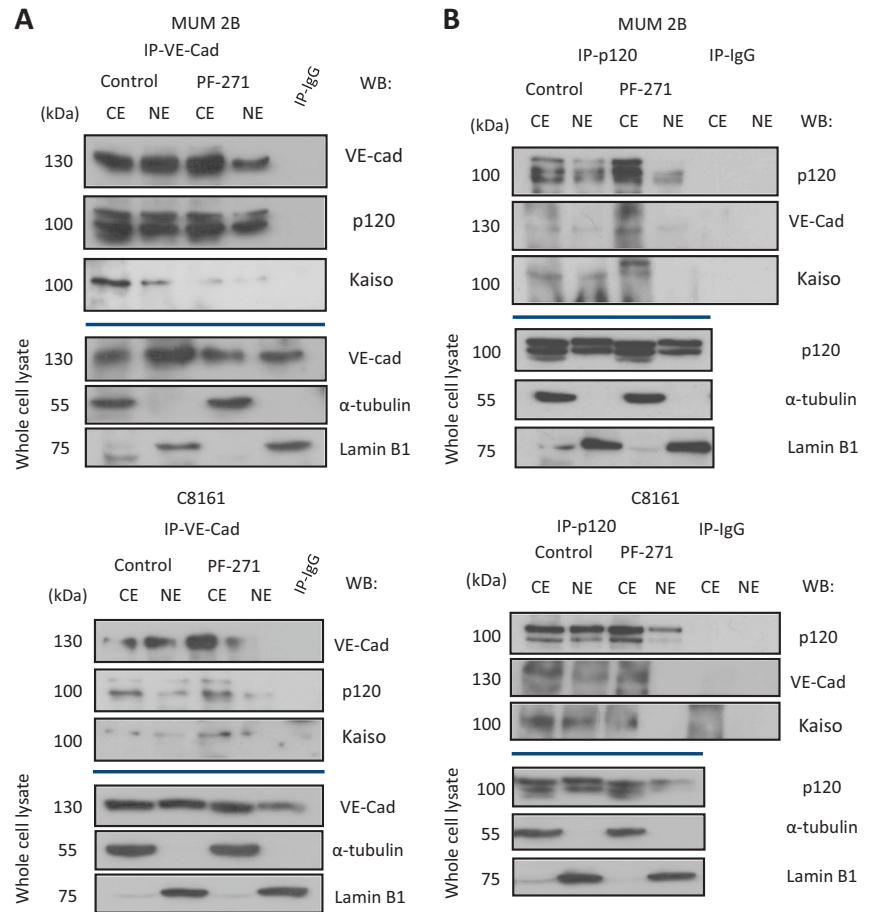 A
MUM 2B
IP-VE-Cad
Control PF-271 IP-IgG WB:
(kDa) CE NE CE NE
130 VE-cad
100 p120
100 Kaiso
Whole cell lysate
130 VE-cad
55 α-tubulin
75 Lamin B1
C8161
IP-VE-Cad
Control PF-271 IP-IgG WB:
(kDa) CE NE CE NE
130 VE-Cad
100 p120
100 Kaiso
Whole cell lysate
130 VE-Cad
55 α-tubulin
75 Lamin B1
B
MUM 2B
IP-p120 IP-IgG
Control PF-271
(kDa) CE NE CE NE CE NE WB:
100 p120
130 VE-Cad
100 Kaiso
Whole cell lysate
100 p120
55 α-tubulin
75 Lamin B1
C8161
IP-p120 IP-IgG
Control PF-271
(kDa) CE NE CE NE CE NE WB:
100 p120
130 VE-Cad
100 Kaiso
Whole cell lysate
100 p120
55 α-tubulin
75 Lamin B1